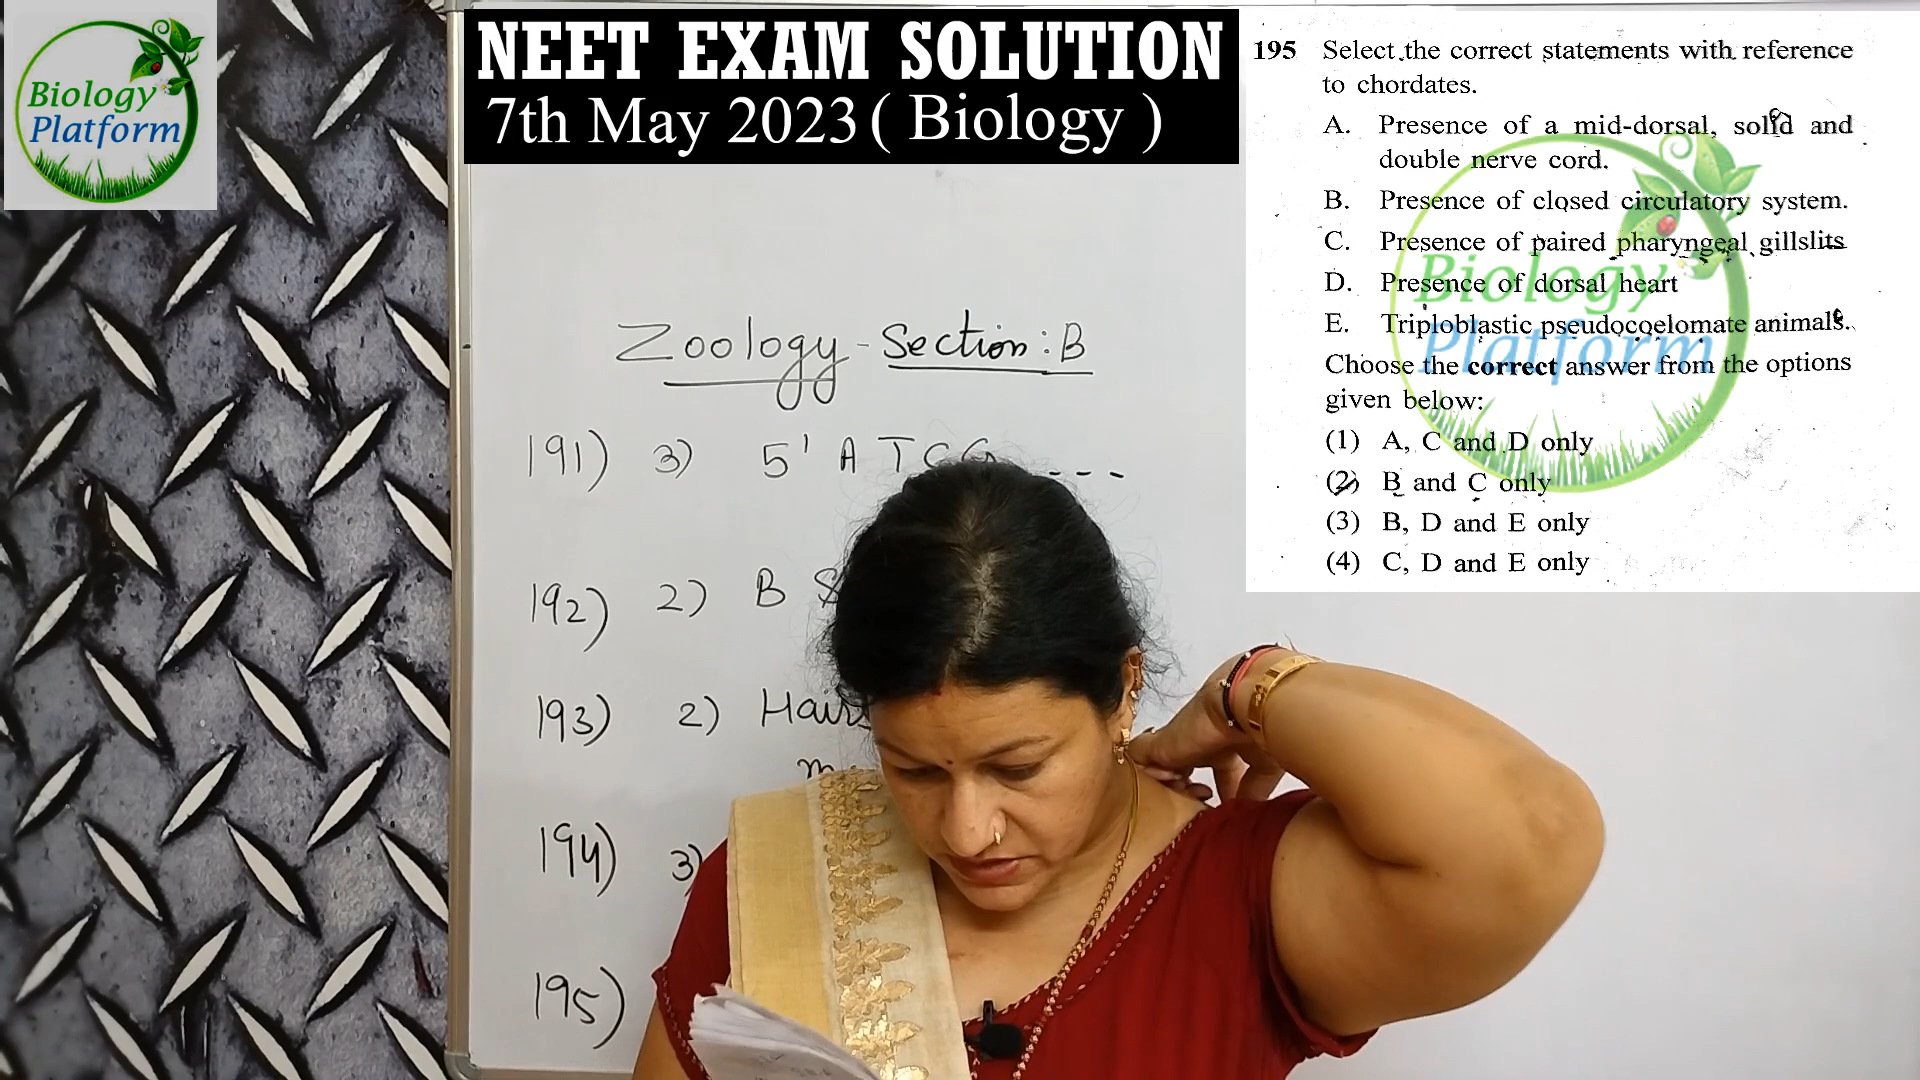 Biology
Platform
NEET EXAM SOLUTION
7th May 2023 ( Biology )
195 Select the correct statements with reference
to chordates.
A. Presence of a mid-dorsal, solid and
double nerve cord.
B. Presence of closed circulatory system.
C. Presence of paired pharyngeal gillslits
D. Presence of dorsal heart
E. Triploblastic pseudocoelomate animals.
Choose the correct answer from the options
given below:
(1) A, C and D only
(2) B and C only
(3) B, D and E only
(4) C, D and E only
Biology
Platform
Zoology - Section : B
191) 3) 5' A T C G ---
192) 2) B
193) 2) Hair
194) 3)
195)